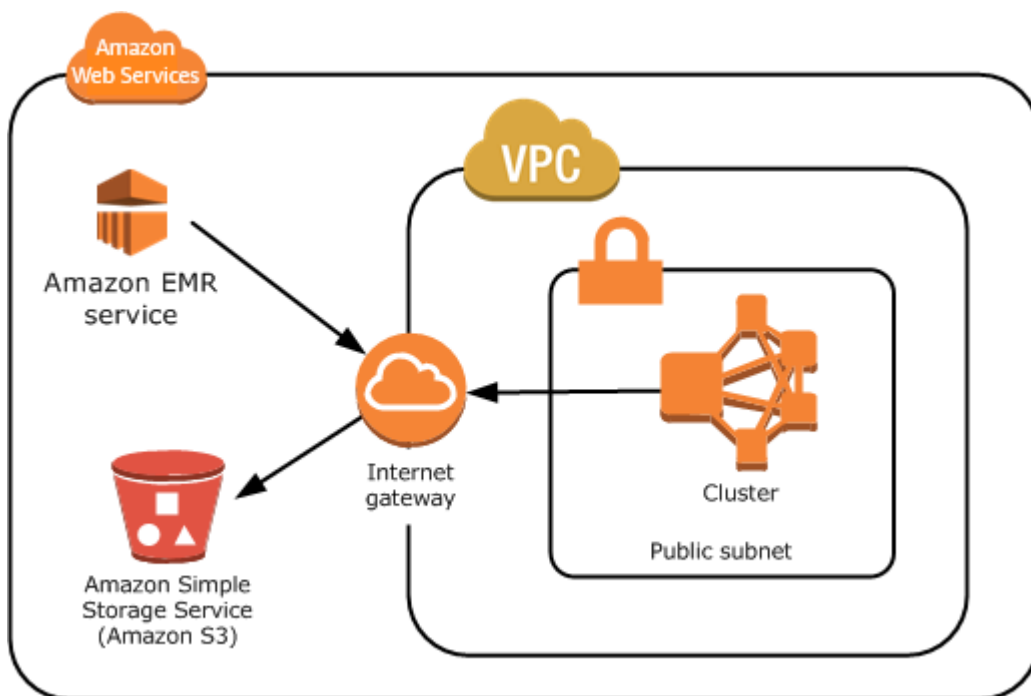 Amazon
Web Services
VPC
Amazon EMR
service
Internet
gateway
Cluster
Public subnet
Amazon Simple
Storage Service
(Amazon S3)